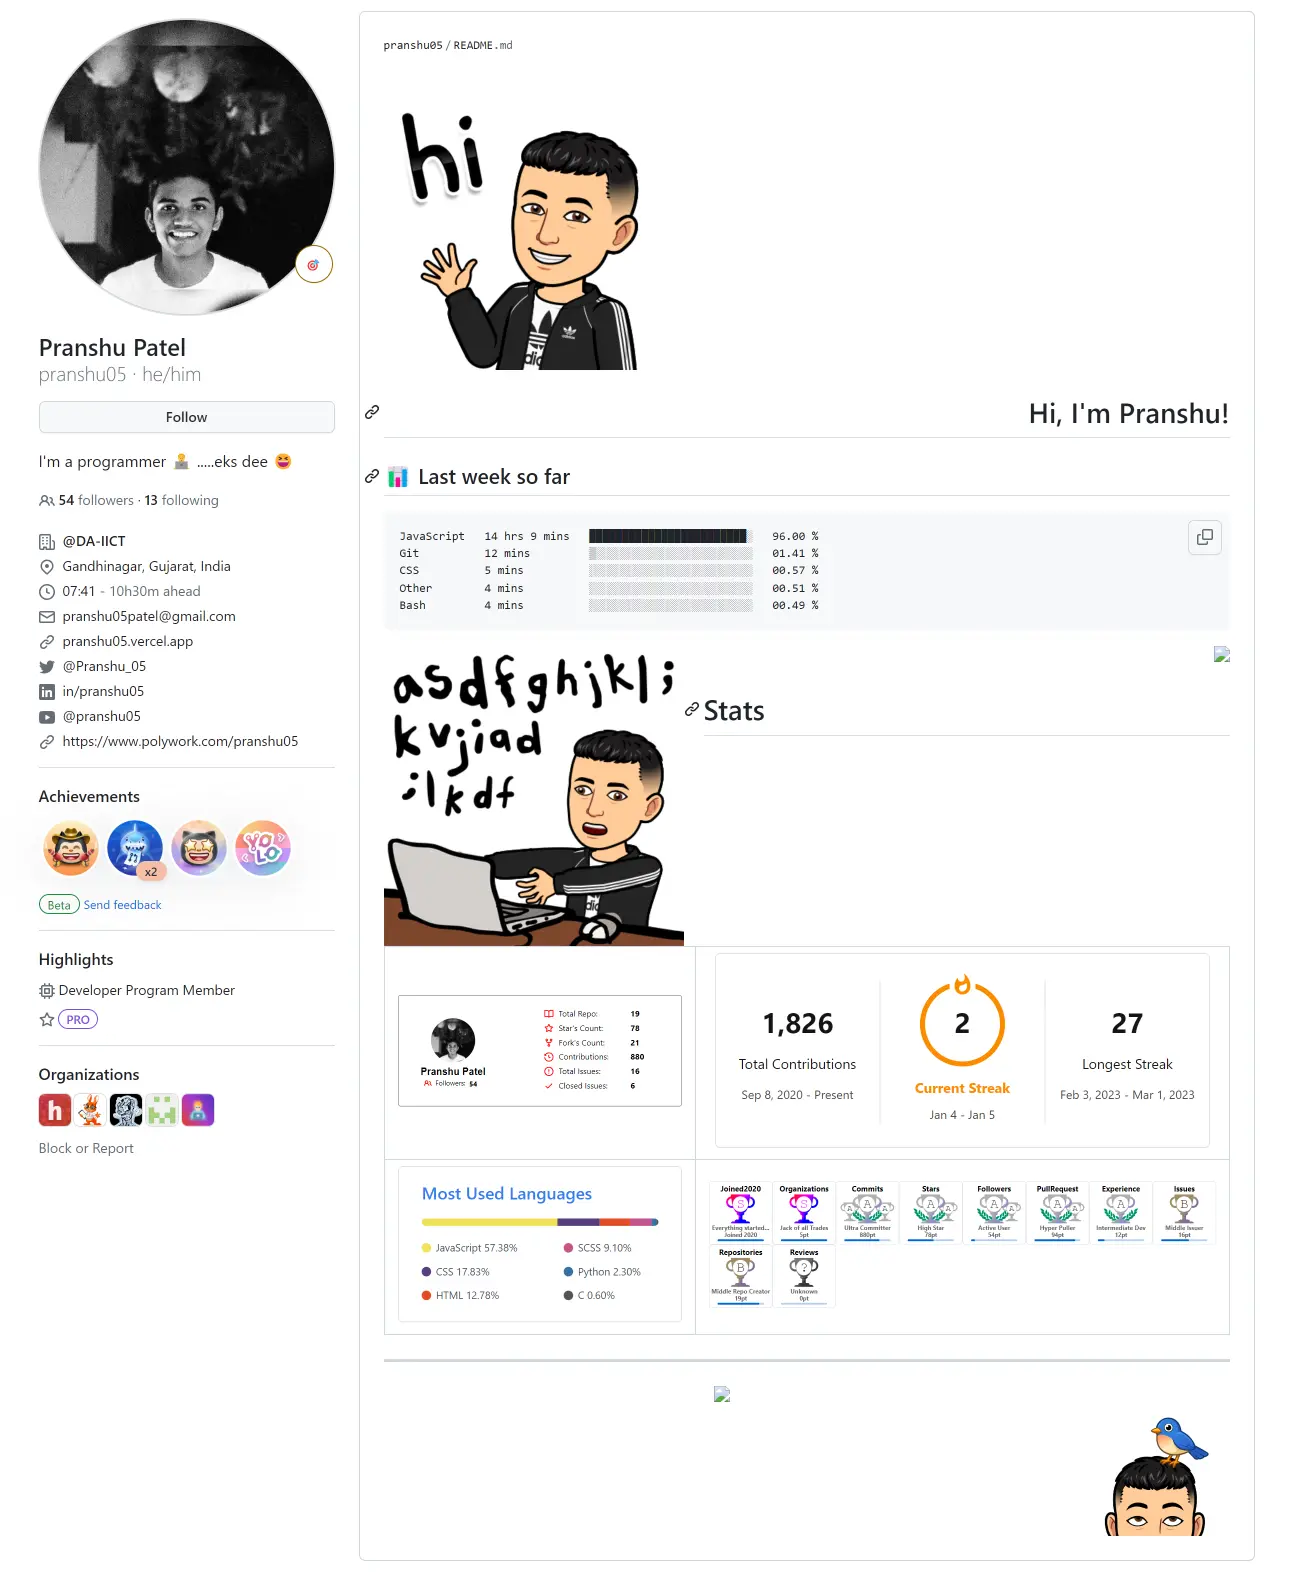 Pranshu Patel
pranshu05 · he/him
Follow
I'm a programmer 👨‍💻 .....eks dee 😆
54 followers · 13 following
@DA-IICT
Gandhinagar, Gujarat, India
07:41 - 10h30m ahead
pranshu05patel@gmail.com
pranshu05.vercel.app
@Pranshu_05
in/pranshu05
@pranshu05
https://www.polywork.com/pranshu05
Achievements
YOLO
x2
Beta Send feedback
Highlights
Developer Program Member
PRO
Organizations
h
Block or Report
pranshu05/README.md
hi
adidas
Hi, I'm Pranshu!
📊 Last week so far
JavaScript 14 hrs 9 mins 96.00 %
Git 12 mins 01.41 %
CSS 5 mins 00.57 %
Other 4 mins 00.51 %
Bash 4 mins 00.49 %
asdfghjkl;
kvjiad
;lkdf
Stats
Pranshu Patel
Followers: 54
Total Repo: 19
Star's Count: 78
Fork's Count: 21
Contributions: 880
Total Issues: 16
Closed Issues: 6
1,826
Total Contributions
Sep 8, 2020 - Present
2
Current Streak
Jan 4 - Jan 5
27
Longest Streak
Feb 3, 2023 - Mar 1, 2023
Most Used Languages
JavaScript 57.38%
CSS 17.83%
HTML 12.78%
SCSS 9.10%
Python 2.30%
C 0.60%
Joined2020
S
Everything started...
Joined 2020
Organizations
S
Jack of all Trades
5pt
Commits
A A A
Ultra Committer
880pt
Stars
A
High Star
78pt
Followers
A
Active User
54pt
PullRequest
A
Hyper Puller
94pt
Experience
A
Intermediate Dev
12pt
Issues
B
Middle Issuer
16pt
Repositories
B
Middle Repo Creator
19pt
Reviews
?
Unknown
0pt